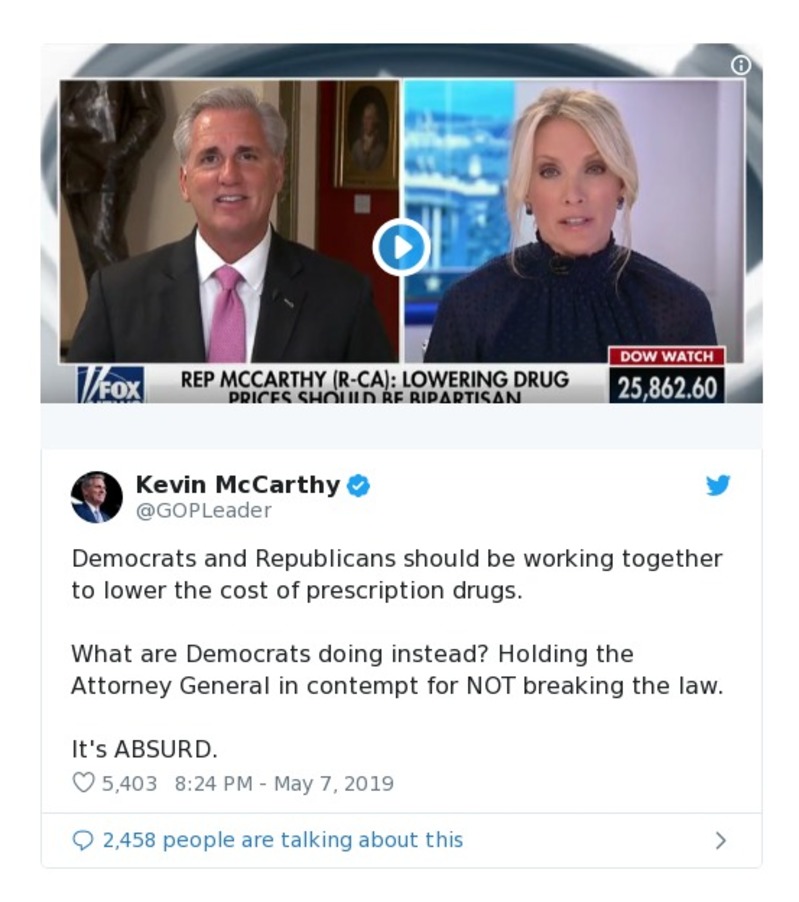 REP MCCARTHY (R-CA): LOWERING DRUG
PRICES SHOULD BE BIPARTISAN
FOX
NEWS
DOW WATCH
25,862.60
Kevin McCarthy
@GOPLeader
Democrats and Republicans should be working together
to lower the cost of prescription drugs.
What are Democrats doing instead? Holding the
Attorney General in contempt for NOT breaking the law.
It's ABSURD.
5,403 8:24 PM - May 7, 2019
2,458 people are talking about this